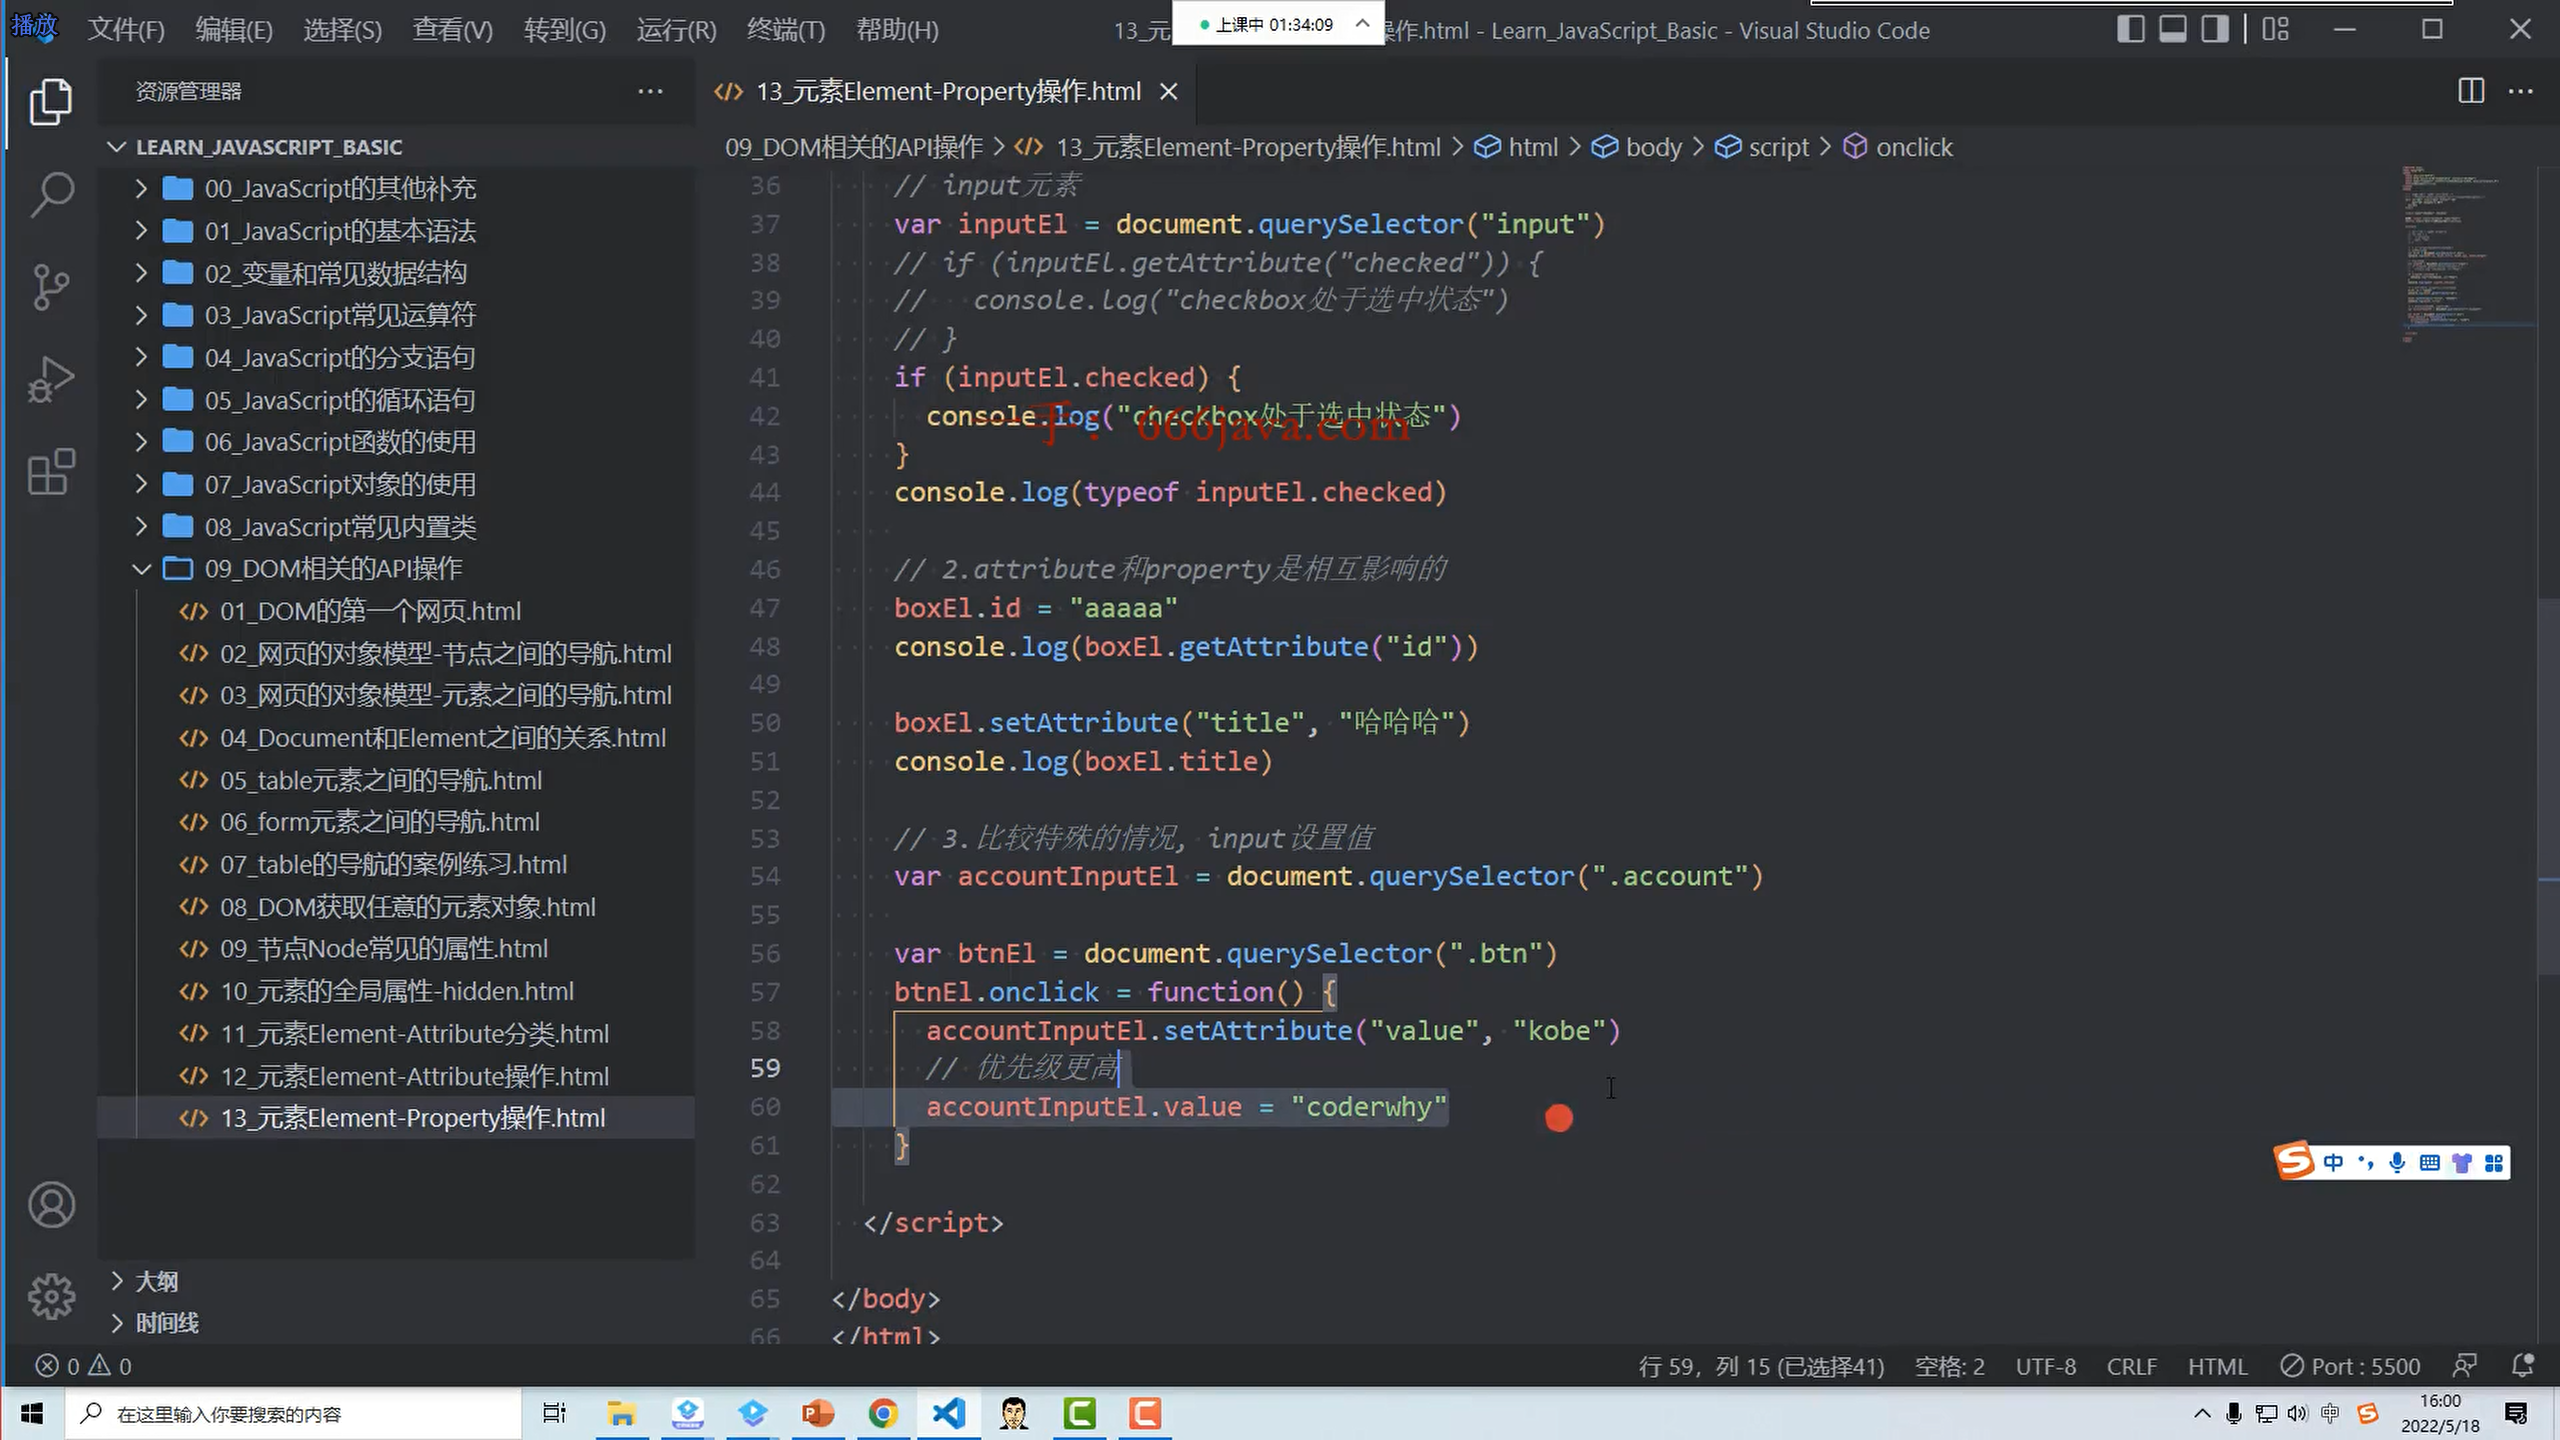 播放
文件(F) 编辑(E) 选择(S) 查看(V) 转到(G) 运行(R) 终端(T) 帮助(H)
13_元
上课中 01:34:09
操作.html - Learn_JavaScript_Basic - Visual Studio Code
资源管理器
13_元素Element-Property操作.html
09_DOM相关的API操作 > 13_元素Element-Property操作.html > html > body > script > onclick
LEARN_JAVASCRIPT_BASIC
00_JavaScript的其他补充
01_JavaScript的基本语法
02_变量和常见数据结构
03_JavaScript常见运算符
04_JavaScript的分支语句
05_JavaScript的循环语句
06_JavaScript函数的使用
07_JavaScript对象的使用
08_JavaScript常见内置类
09_DOM相关的API操作
01_DOM的第一个网页.html
02_网页的对象模型-节点之间的导航.html
03_网页的对象模型-元素之间的导航.html
04_Document和Element之间的关系.html
05_table元素之间的导航.html
06_form元素之间的导航.html
07_table的导航的案例练习.html
08_DOM获取任意的元素对象.html
09_节点Node常见的属性.html
10_元素的全局属性-hidden.html
11_元素Element-Attribute分类.html
12_元素Element-Attribute操作.html
13_元素Element-Property操作.html
大纲
时间线
36 // input元素
37 var inputEl = document.querySelector("input")
38 // if (inputEl.getAttribute("checked")) {
39 //   console.log("checkbox处于选中状态")
40 // }
41 if (inputEl.checked) {
42 console.log("checkbox处于选中状态")
手：666java.com
43 }
44 console.log(typeof inputEl.checked)
45
46 // 2.attribute和property是相互影响的
47 boxEl.id = "aaaaa"
48 console.log(boxEl.getAttribute("id"))
49
50 boxEl.setAttribute("title", "哈哈哈")
51 console.log(boxEl.title)
52
53 // 3.比较特殊的情况, input设置值
54 var accountInputEl = document.querySelector(".account")
55
56 var btnEl = document.querySelector(".btn")
57 btnEl.onclick = function() {
58 accountInputEl.setAttribute("value", "kobe")
59 // 优先级更高
60 accountInputEl.value = "coderwhy"
61 }
62
63 </script>
64
65 </body>
66 </html>
中
0 0
行 59，列 15 (已选择41) 空格: 2 UTF-8 CRLF HTML Port : 5500
在这里输入你要搜索的内容
中
16:00
2022/5/18